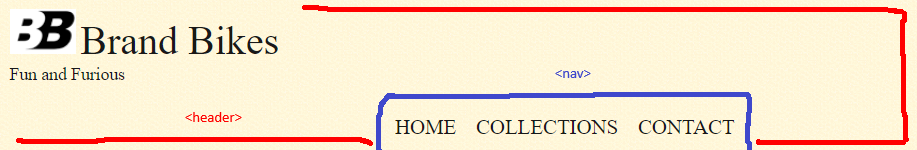 BB Brand Bikes
Fun and Furious
<nav>
<header>
HOME COLLECTIONS CONTACT